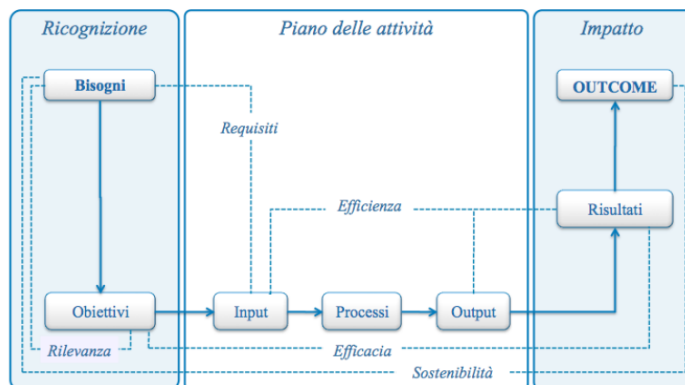 Ricognizione
Piano delle attività
Impatto
Bisogni
OUTCOME
Requisiti
Efficienza
Risultati
Obiettivi
Input
Processi
Output
Rilevanza
Efficacia
Sostenibilità